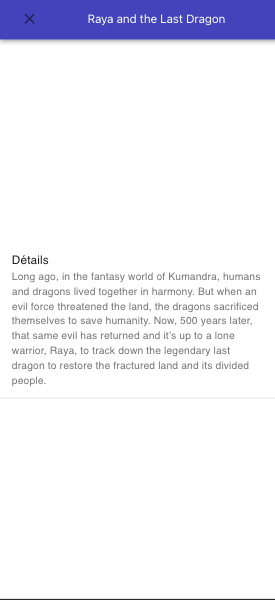 Raya and the Last Dragon
Détails
Long ago, in the fantasy world of Kumandra, humans
and dragons lived together in harmony. But when an
evil force threatened the land, the dragons sacrificed
themselves to save humanity. Now, 500 years later,
that same evil has returned and it's up to a lone
warrior, Raya, to track down the legendary last
dragon to restore the fractured land and its divided
people.